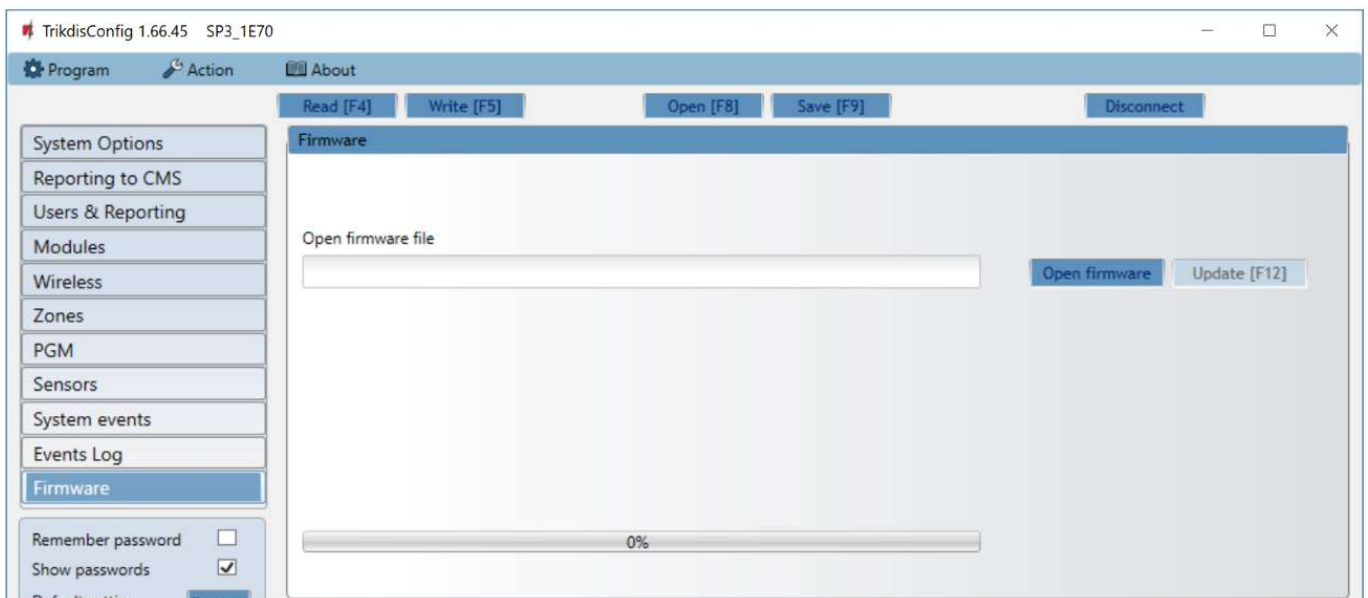 TrikdisConfig 1.66.45 SP3_1E70
Program Action About
Read [F4] Write [F5] Open [F8] Save [F9] Disconnect
System Options
Reporting to CMS
Users & Reporting
Modules
Wireless
Zones
PGM
Sensors
System events
Events Log
Firmware
Remember password
Show passwords
Firmware
Open firmware file
Open firmware Update [F12]
0%